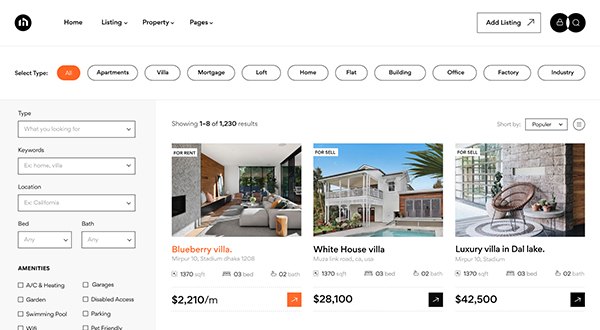 Home
Listing
Property
Pages
Add Listing
Select Type:
All
Apartments
Villa
Mortgage
Loft
Home
Flat
Building
Office
Factory
Industry
Type
What you looking for
Keywords
Ex: home, villa
Location
Ex: California
Bed
Bath
Any
Any
AMENITIES
A/C & Heating
Garages
Garden
Disabled Access
Swimming Pool
Parking
Wifi
Pet Friendly
Showing 1–8 of 1,230 results
Short by:
Populer
FOR RENT
Blueberry villa.
Mirpur 10, Stadium dhaka 1208
1370 sqft
03 bed
02 bath
$2,210/m
FOR SELL
White House villa
Muza link road, ca, use
1370 sqft
03 bed
02 bath
$28,100
FOR SELL
Luxury villa in Dal lake.
Mirpur 10, Stadium
1370 sqft
03 bed
02 bath
$42,500